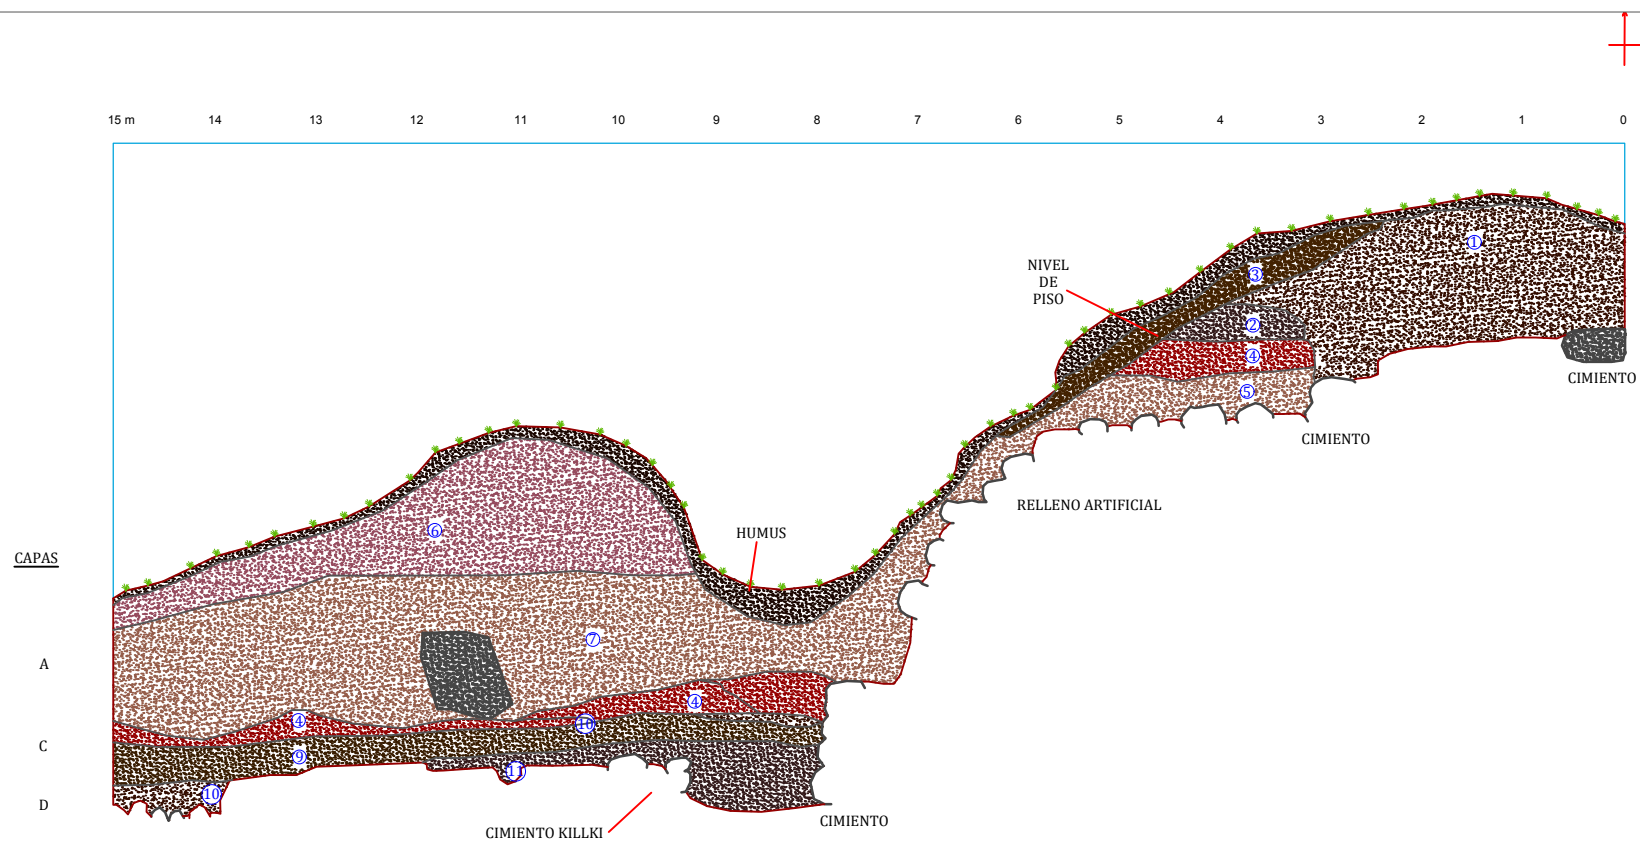 15 m 14 13 12 11 10 9 8 7 6 5 4 3 2 1 0
1
NIVEL
DE
PISO
3
2
4
5
CIMIENTO
CIMIENTO
RELLENO ARTIFICIAL
6
HUMUS
CAPAS
7
A
4
4
10
C
9
11
10
D
CIMIENTO
CIMIENTO KILLKI